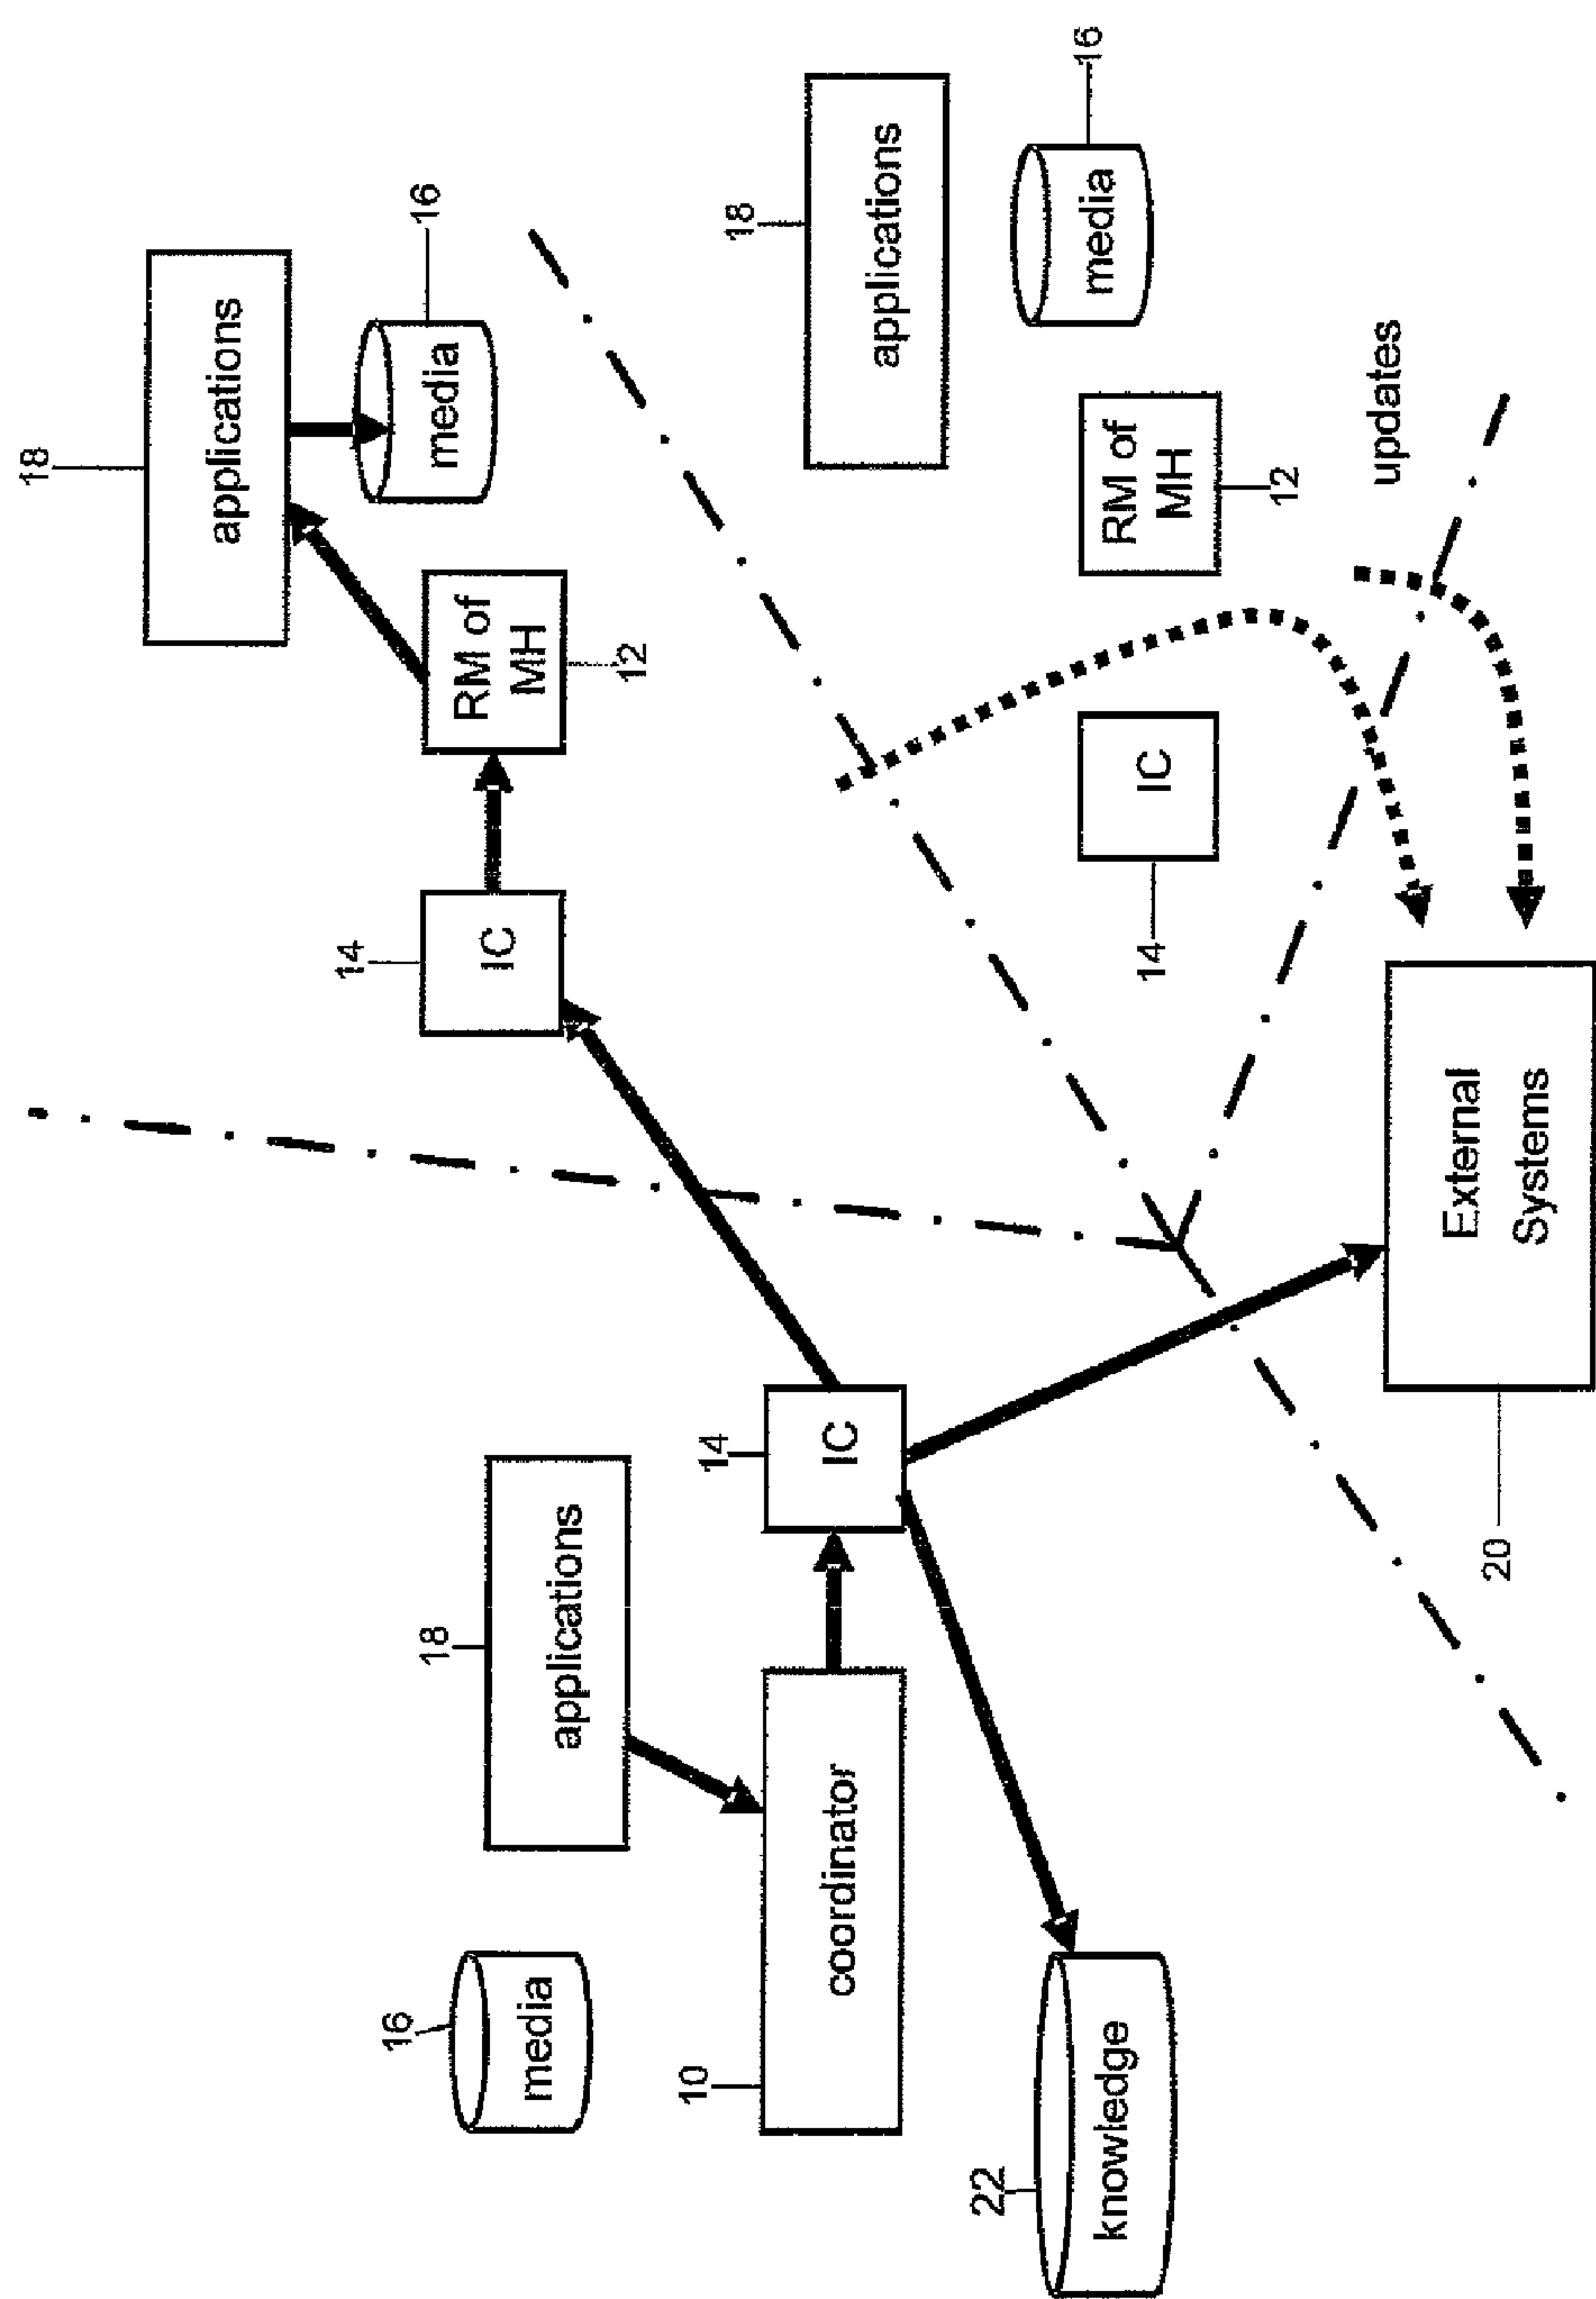 18
applications
16
media
RM of
MH
12
14
IC
18
applications
16
media
RM of
MH
12
14
IC
updates
18
applications
16
media
14
IC
10
coordinator
22
knowledge
External
Systems
20